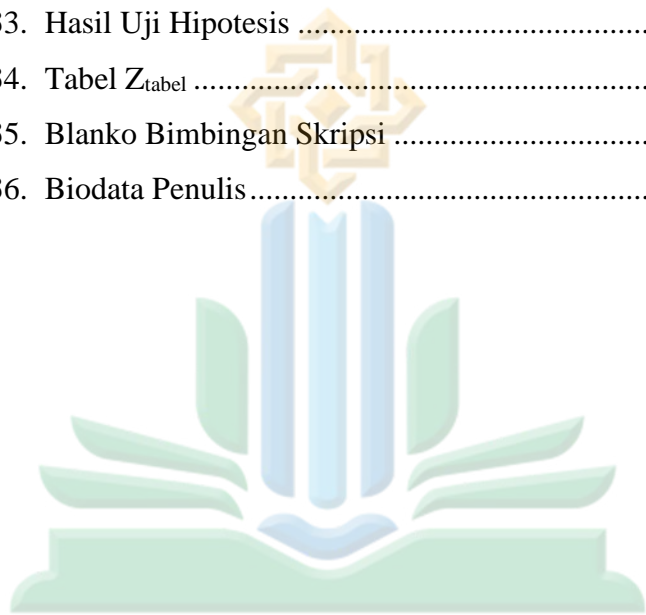 33. Hasil Uji Hipotesis ..............................................
34. Tabel Ztabel ..............................................................
35. Blanko Bimbingan Skripsi ..................................
36. Biodata Penulis .....................................................